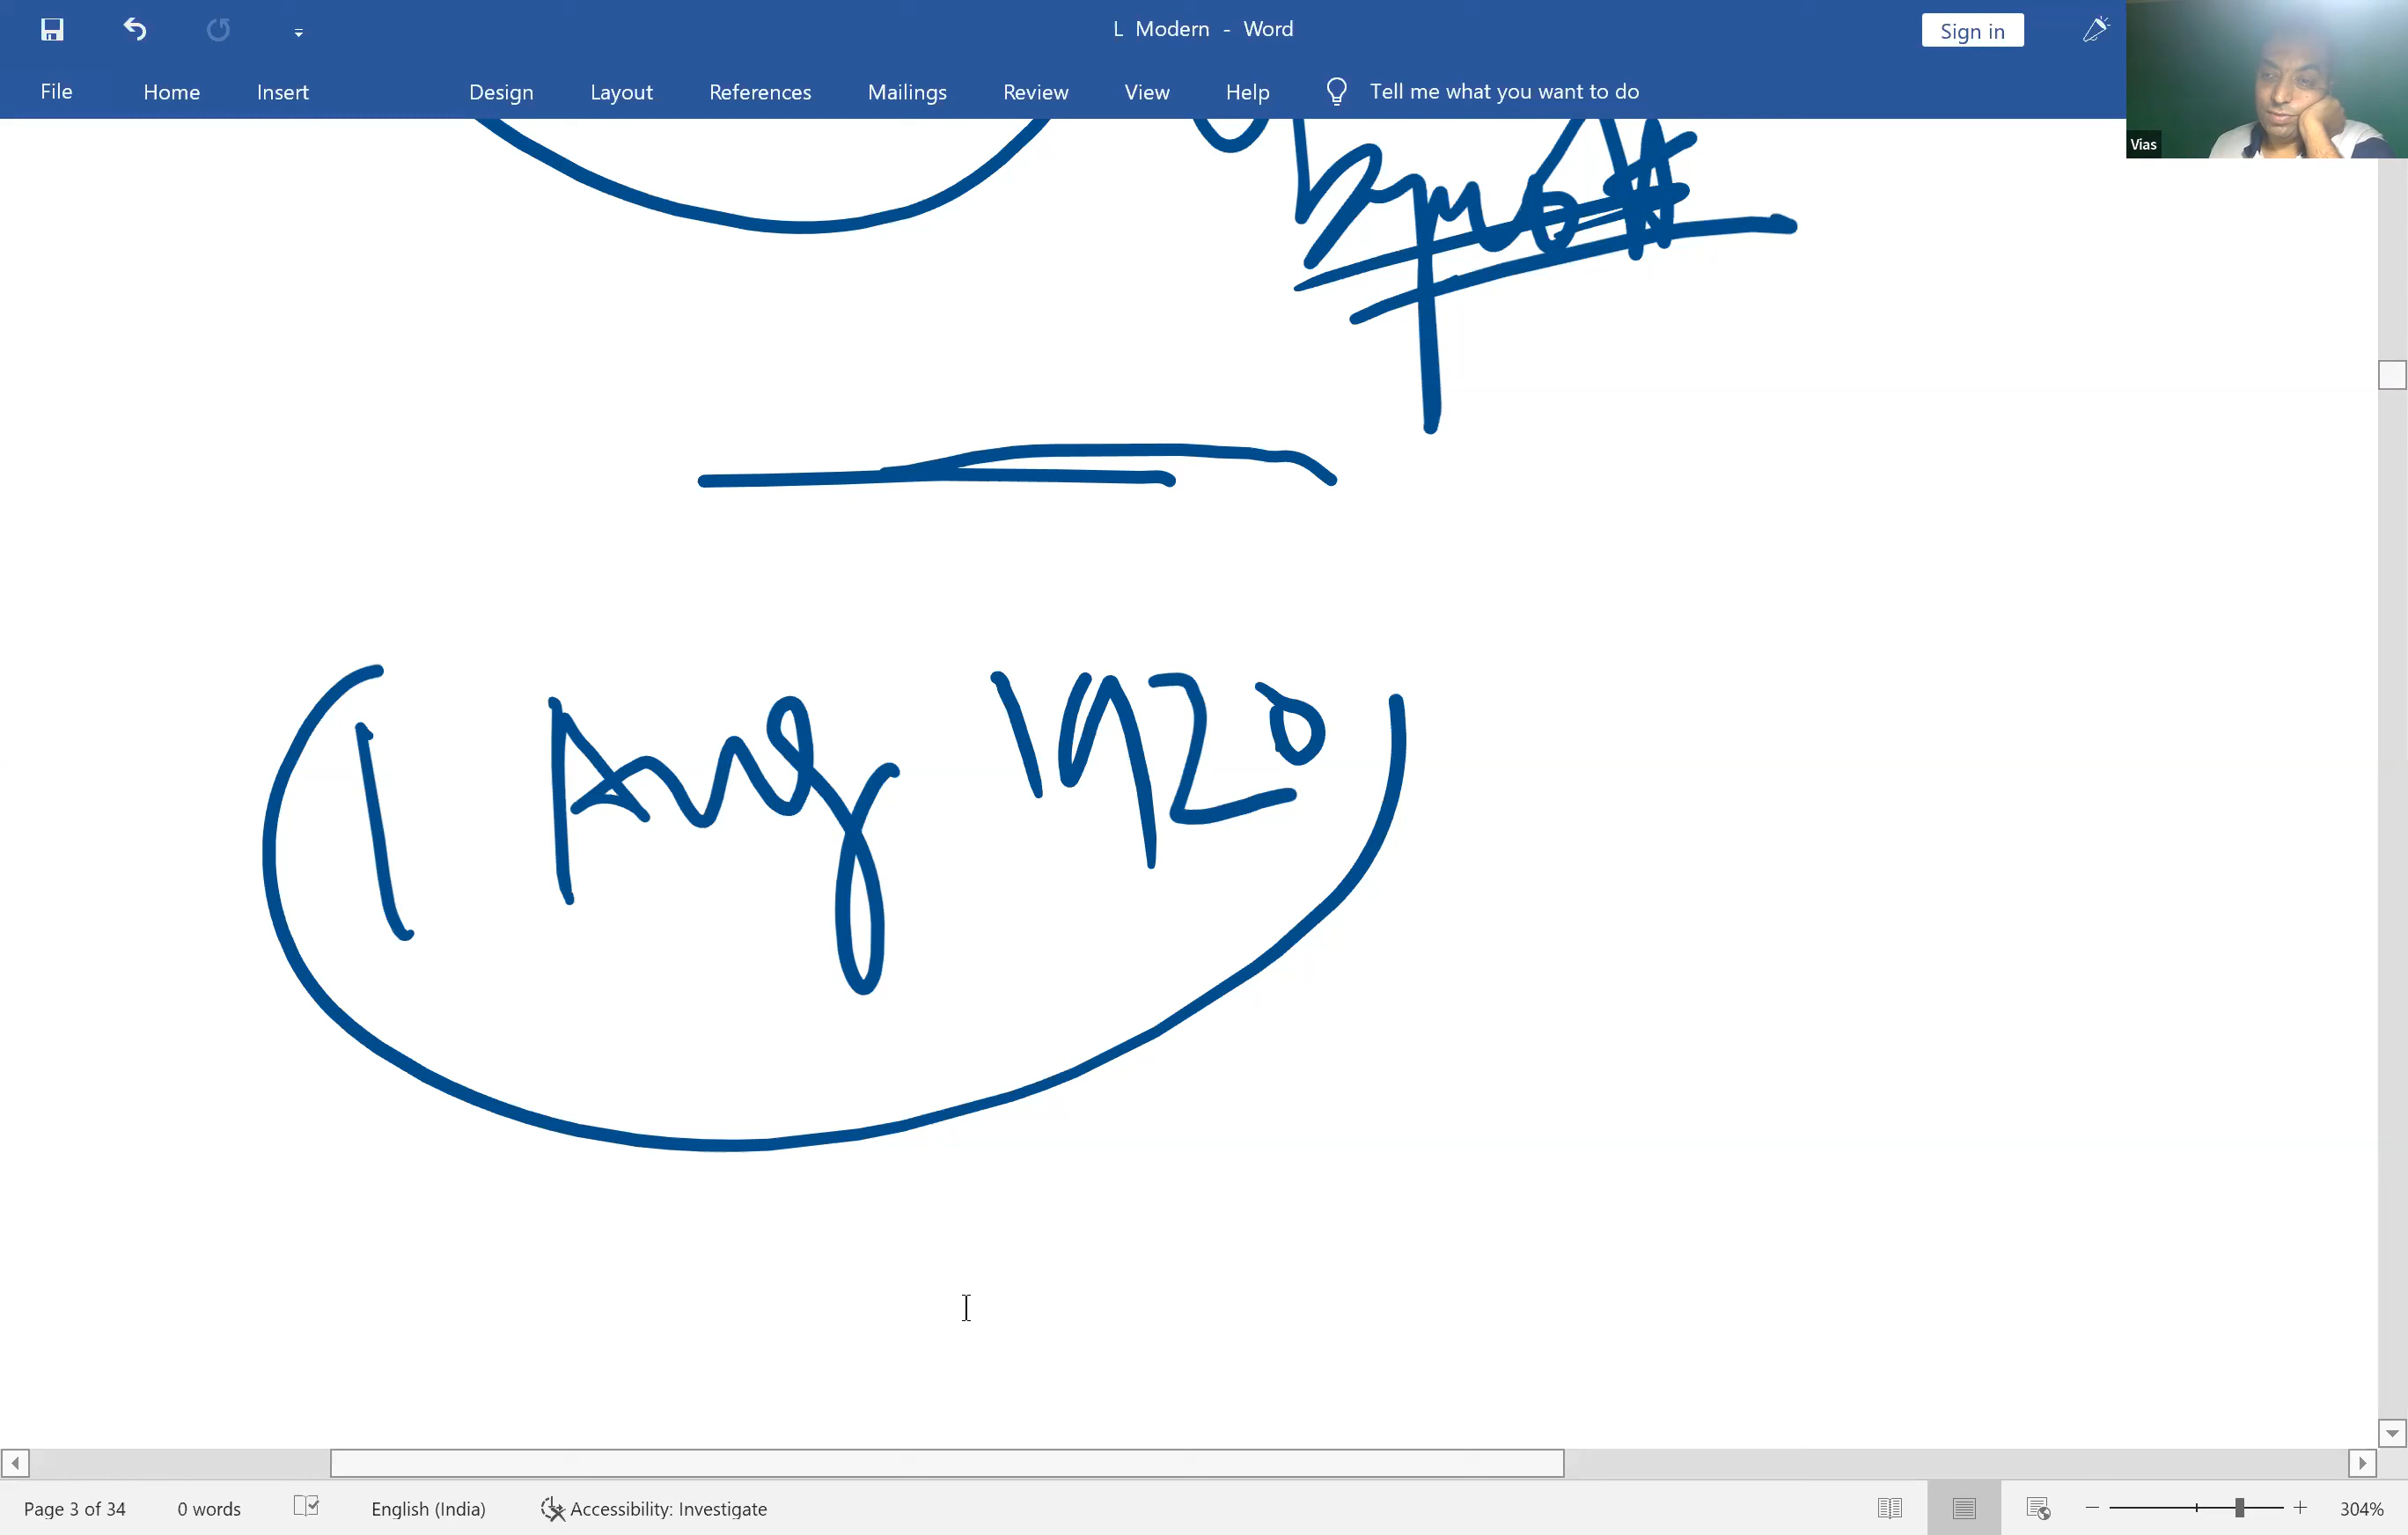 L Modern - Word
Sign in
File Home Insert Design Layout References Mailings Review View Help Tell me what you want to do
Vias
1 Aug 1920
Page 3 of 34 0 words English (India) Accessibility: Investigate 304%